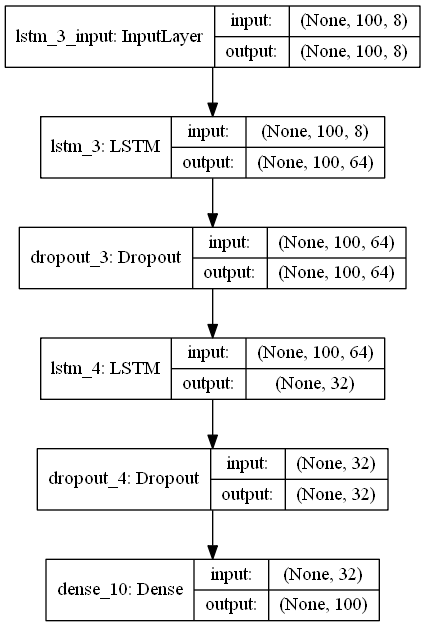 lstm_3_input: InputLayer
input: (None, 100, 8)
output: (None, 100, 8)
lstm_3: LSTM
input: (None, 100, 8)
output: (None, 100, 64)
dropout_3: Dropout
input: (None, 100, 64)
output: (None, 100, 64)
lstm_4: LSTM
input: (None, 100, 64)
output: (None, 32)
dropout_4: Dropout
input: (None, 32)
output: (None, 32)
dense_10: Dense
input: (None, 32)
output: (None, 100)